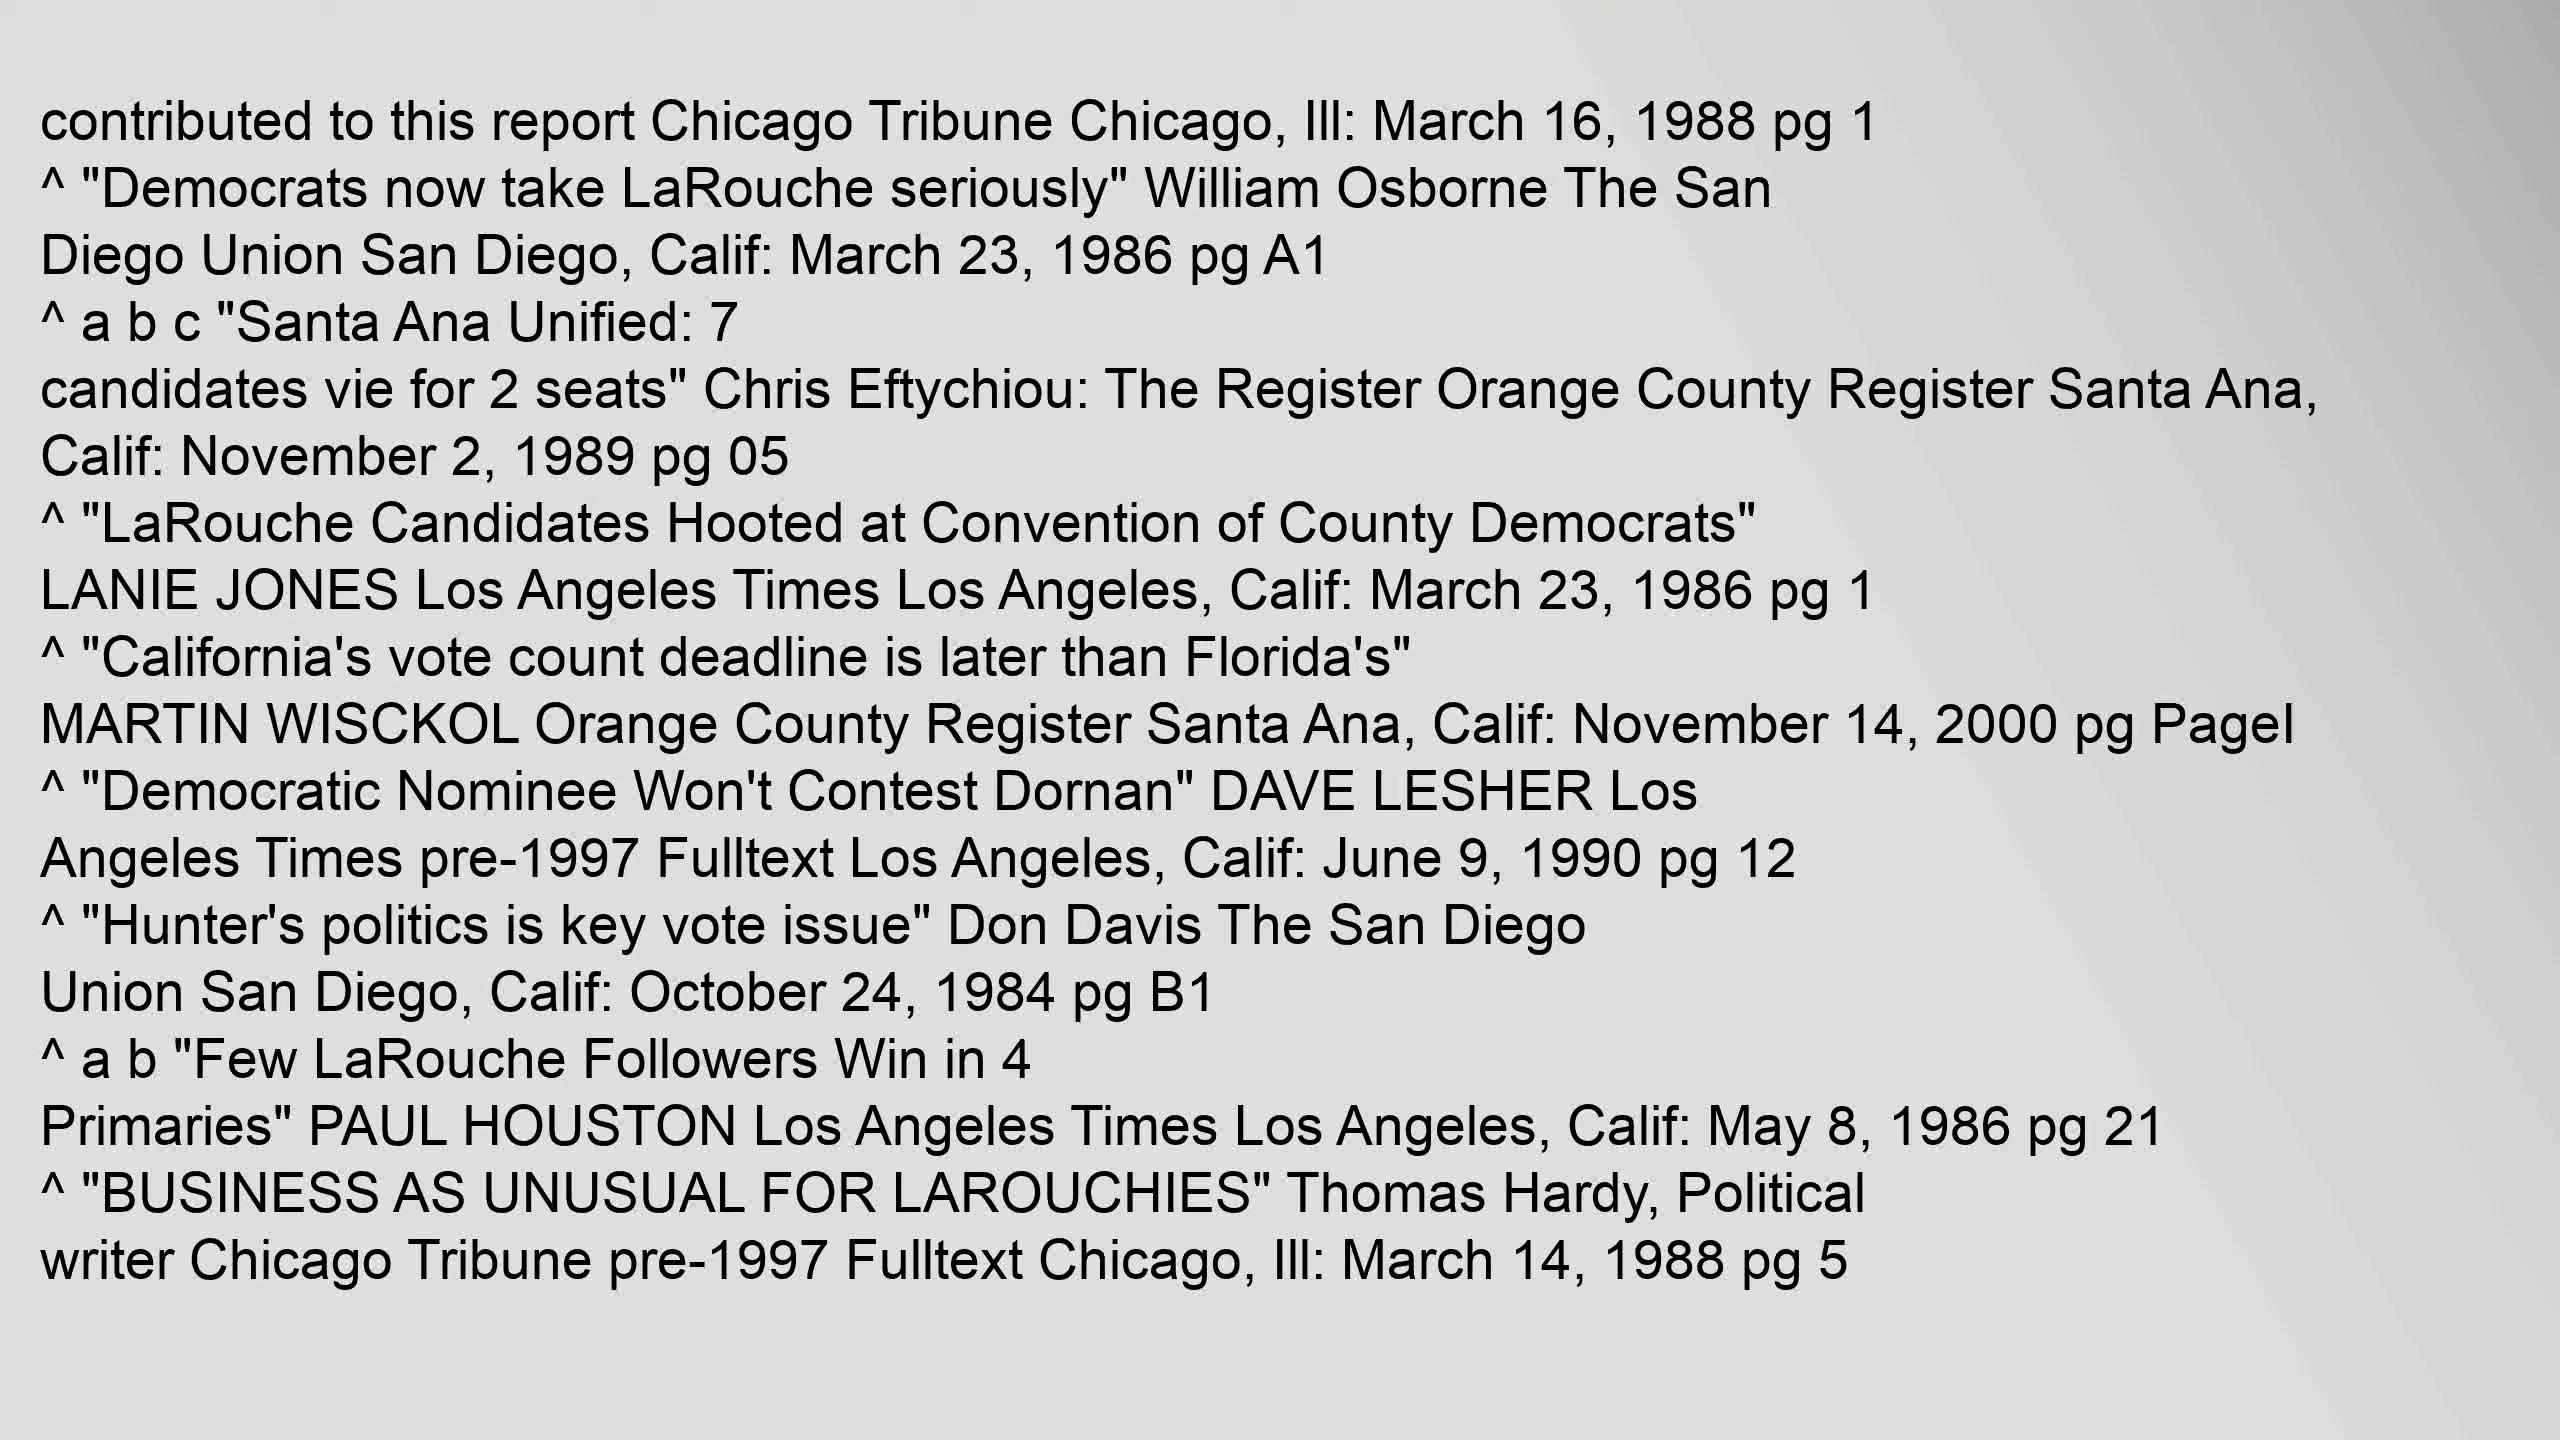 contributed to this report Chicago Tribune Chicago, Ill: March 16, 1988 pg 1
^ "Democrats now take LaRouche seriously" William Osborne The San
Diego Union San Diego, Calif: March 23, 1986 pg A1
^ a b c "Santa Ana Unified: 7
candidates vie for 2 seats" Chris Eftychiou: The Register Orange County Register Santa Ana,
Calif: November 2, 1989 pg 05
^ "LaRouche Candidates Hooted at Convention of County Democrats"
LANIE JONES Los Angeles Times Los Angeles, Calif: March 23, 1986 pg 1
^ "California's vote count deadline is later than Florida's"
MARTIN WISCKOL Orange County Register Santa Ana, Calif: November 14, 2000 pg PageI
^ "Democratic Nominee Won't Contest Dornan" DAVE LESHER Los
Angeles Times pre-1997 Fulltext Los Angeles, Calif: June 9, 1990 pg 12
^ "Hunter's politics is key vote issue" Don Davis The San Diego
Union San Diego, Calif: October 24, 1984 pg B1
^ a b "Few LaRouche Followers Win in 4
Primaries" PAUL HOUSTON Los Angeles Times Los Angeles, Calif: May 8, 1986 pg 21
^ "BUSINESS AS UNUSUAL FOR LAROUCHIES" Thomas Hardy, Political
writer Chicago Tribune pre-1997 Fulltext Chicago, Ill: March 14, 1988 pg 5